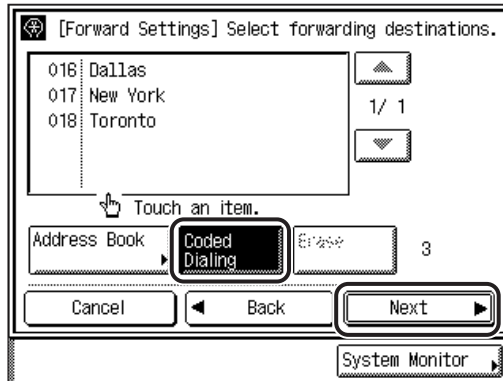 [Forward Settings] Select forwarding destinations.
016 Dallas
017 New York
018 Toronto
1/ 1
Touch an item.
Address Book
Coded
Dialing
Erase
3
Cancel
Back
Next
System Monitor